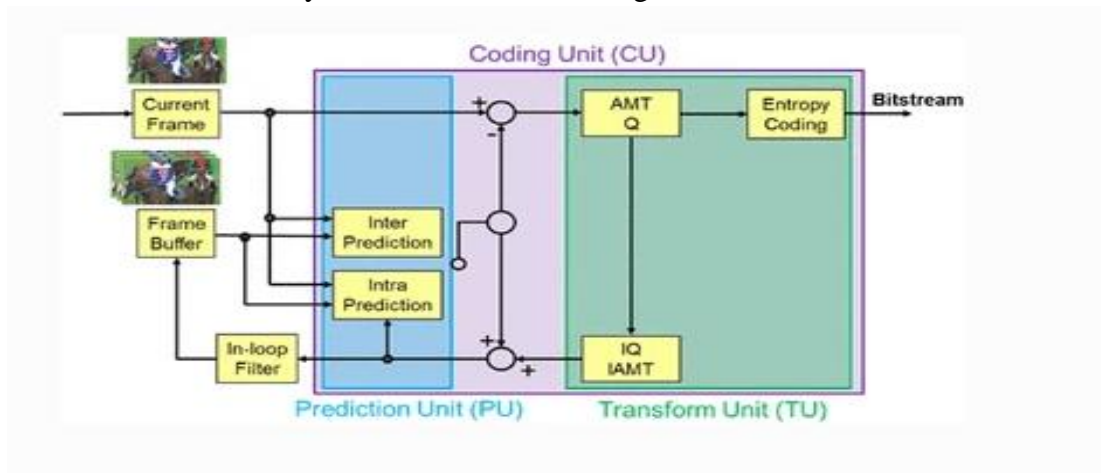 Coding Unit (CU)
Current
Frame
+
-
AMT
Q
Entropy
Coding
Bitstream
Frame
Buffer
Inter
Prediction
Intra
Prediction
In-loop
Filter
+
+
IQ
IAMT
Prediction Unit (PU)
Transform Unit (TU)